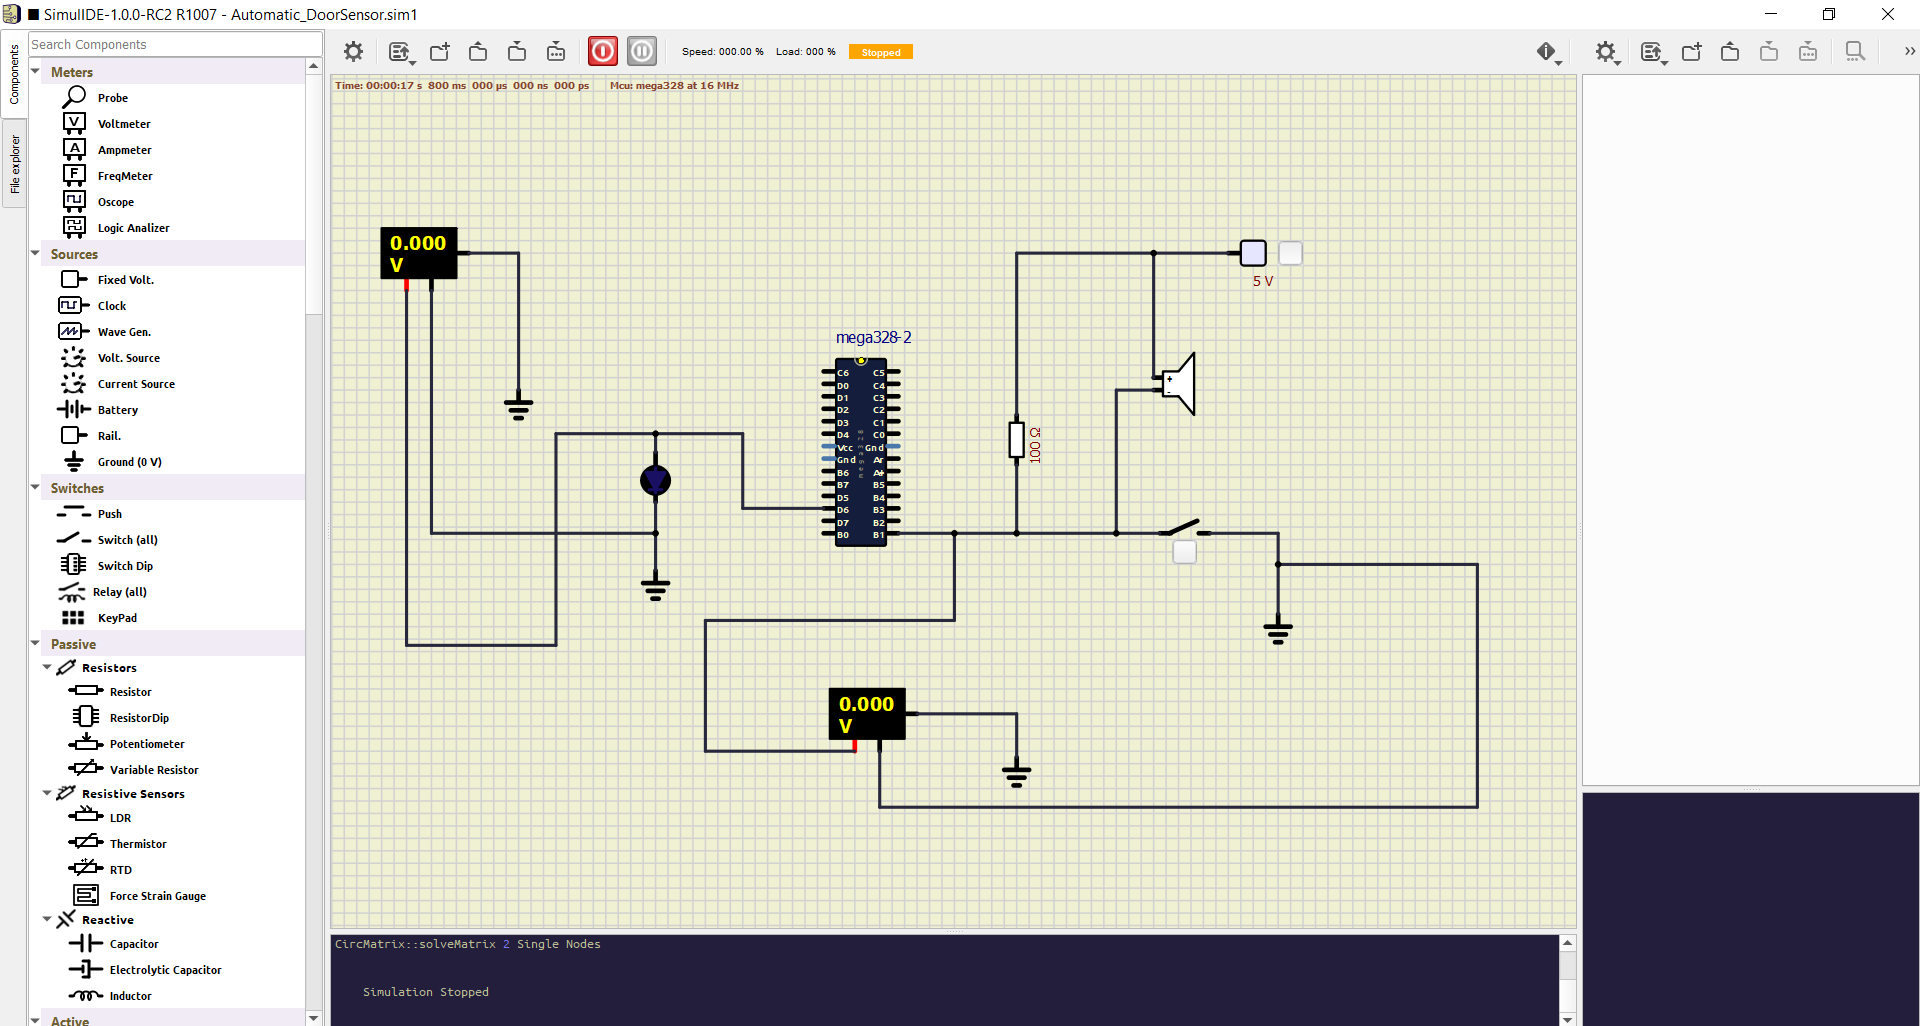 SimulIDE-1.0.0-RC2 R1007 - Automatic_DoorSensor.sim1
Components
File explorer
Search Components
Meters
Probe
Voltmeter
Ampmeter
FreqMeter
Oscope
Logic Analizer
Sources
Fixed Volt.
Clock
Wave Gen.
Volt. Source
Current Source
Battery
Rail.
Ground (0 V)
Switches
Push
Switch (all)
Switch Dip
Relay (all)
KeyPad
Passive
Resistors
Resistor
ResistorDip
Potentiometer
Variable Resistor
Resistive Sensors
LDR
Thermistor
RTD
Force Strain Gauge
Reactive
Capacitor
Electrolytic Capacitor
Inductor
Active
Speed: 000.00 %
Load: 000 %
Stopped
Time: 00:00:17 s 800 ms 000 µs 000 ns 000 ps
Mcu: mega328 at 16 MHz
0.000
V
5 V
mega328-2
C6 C5
D0 C4
D1 C3
D2 C2
D3 C1
D4 C0
Vcc Gnd
Gnd Ar
B6 A+
B7 B5
D5 B4
D6 B3
D7 B2
B0 B1
mega328
100 Ω
0.000
V
CircMatrix::solveMatrix 2 Single Nodes
Simulation Stopped